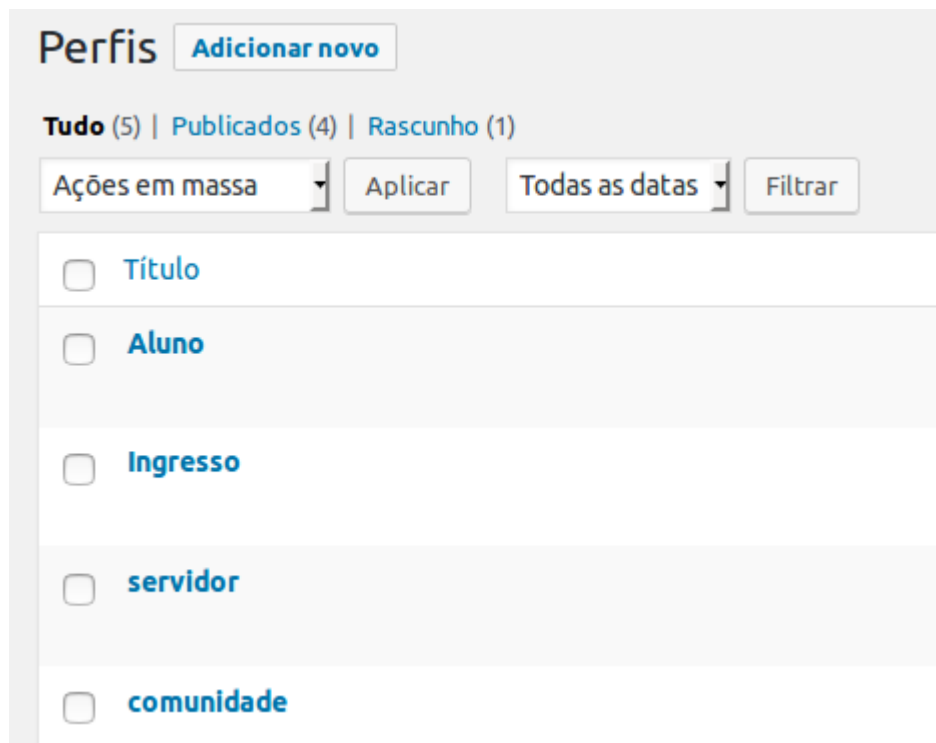 Perfis Adicionar novo
Tudo (5) | Publicados (4) | Rascunho (1)
Ações em massa Aplicar Todas as datas Filtrar
Título
Aluno
Ingresso
servidor
comunidade